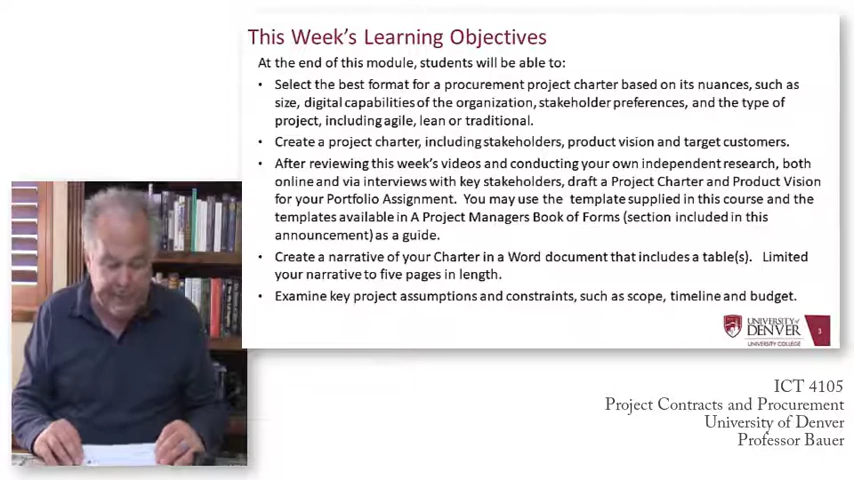 This Week's Learning Objectives
At the end of this module, students will be able to:
• Select the best format for a procurement project charter based on its nuances, such as
size, digital capabilities of the organization, stakeholder preferences, and the type of
project, including agile, lean or traditional.
• Create a project charter, including stakeholders, product vision and target customers.
• After reviewing this week's videos and conducting your own independent research, both
online and via interviews with key stakeholders, draft a Project Charter and Product Vision
for your Portfolio Assignment. You may use the template supplied in this course and the
templates available in A Project Managers Book of Forms (section included in this
announcement) as a guide.
• Create a narrative of your Charter in a Word document that includes a table(s). Limited
your narrative to five pages in length.
• Examine key project assumptions and constraints, such as scope, timeline and budget.
UNIVERSITY of
DENVER
UNIVERSITY COLLEGE
3
ICT 4105
Project Contracts and Procurement
University of Denver
Professor Bauer